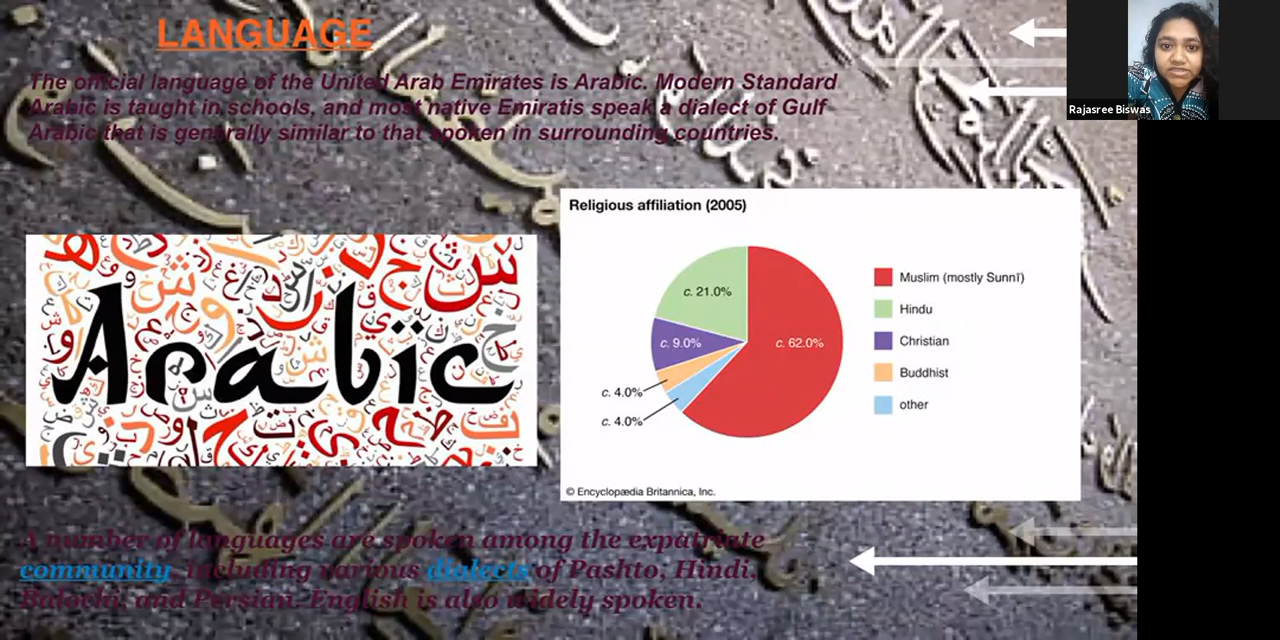 LANGUAGE
The official language of the United Arab Emirates is Arabic. Modern Standard
Arabic is taught in schools, and most native Emiratis speak a dialect of Gulf
Arabic that is generally similar to that spoken in surrounding countries.
Rajasree Biswas
Arabic
Religious affiliation (2005)
c. 21.0%
c. 62.0%
c. 9.0%
c. 4.0%
c. 4.0%
Muslim (mostly Sunnī)
Hindu
Christian
Buddhist
other
© Encyclopædia Britannica, Inc.
A number of languages are spoken among the expatriate
community, including various dialects of Pashto, Hindi,
Balochi, and Persian. English is also widely spoken.